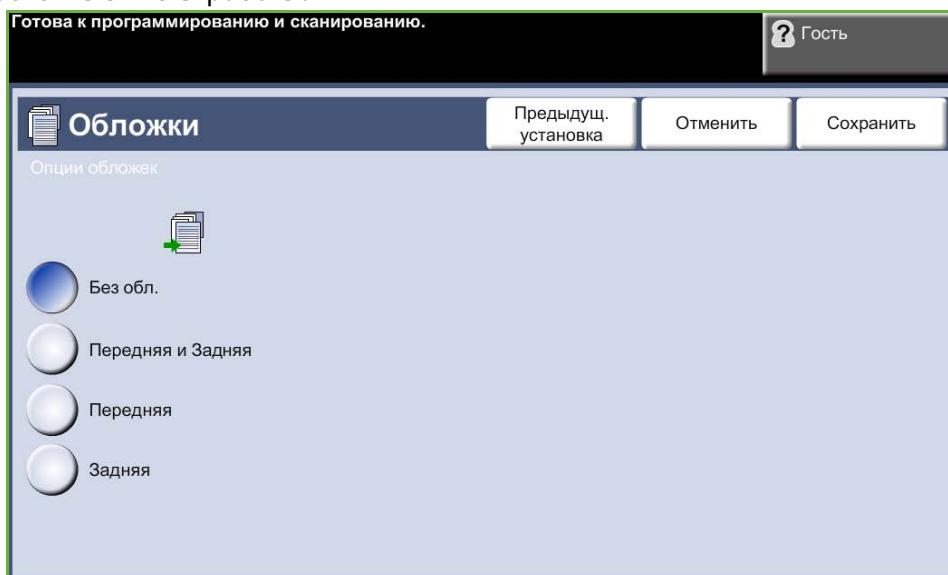 Готова к программированию и сканированию.
Гость
Обложки
Предыдущ.
установка
Отменить
Сохранить
Опции обложек
Без обл.
Передняя и Задняя
Передняя
Задняя